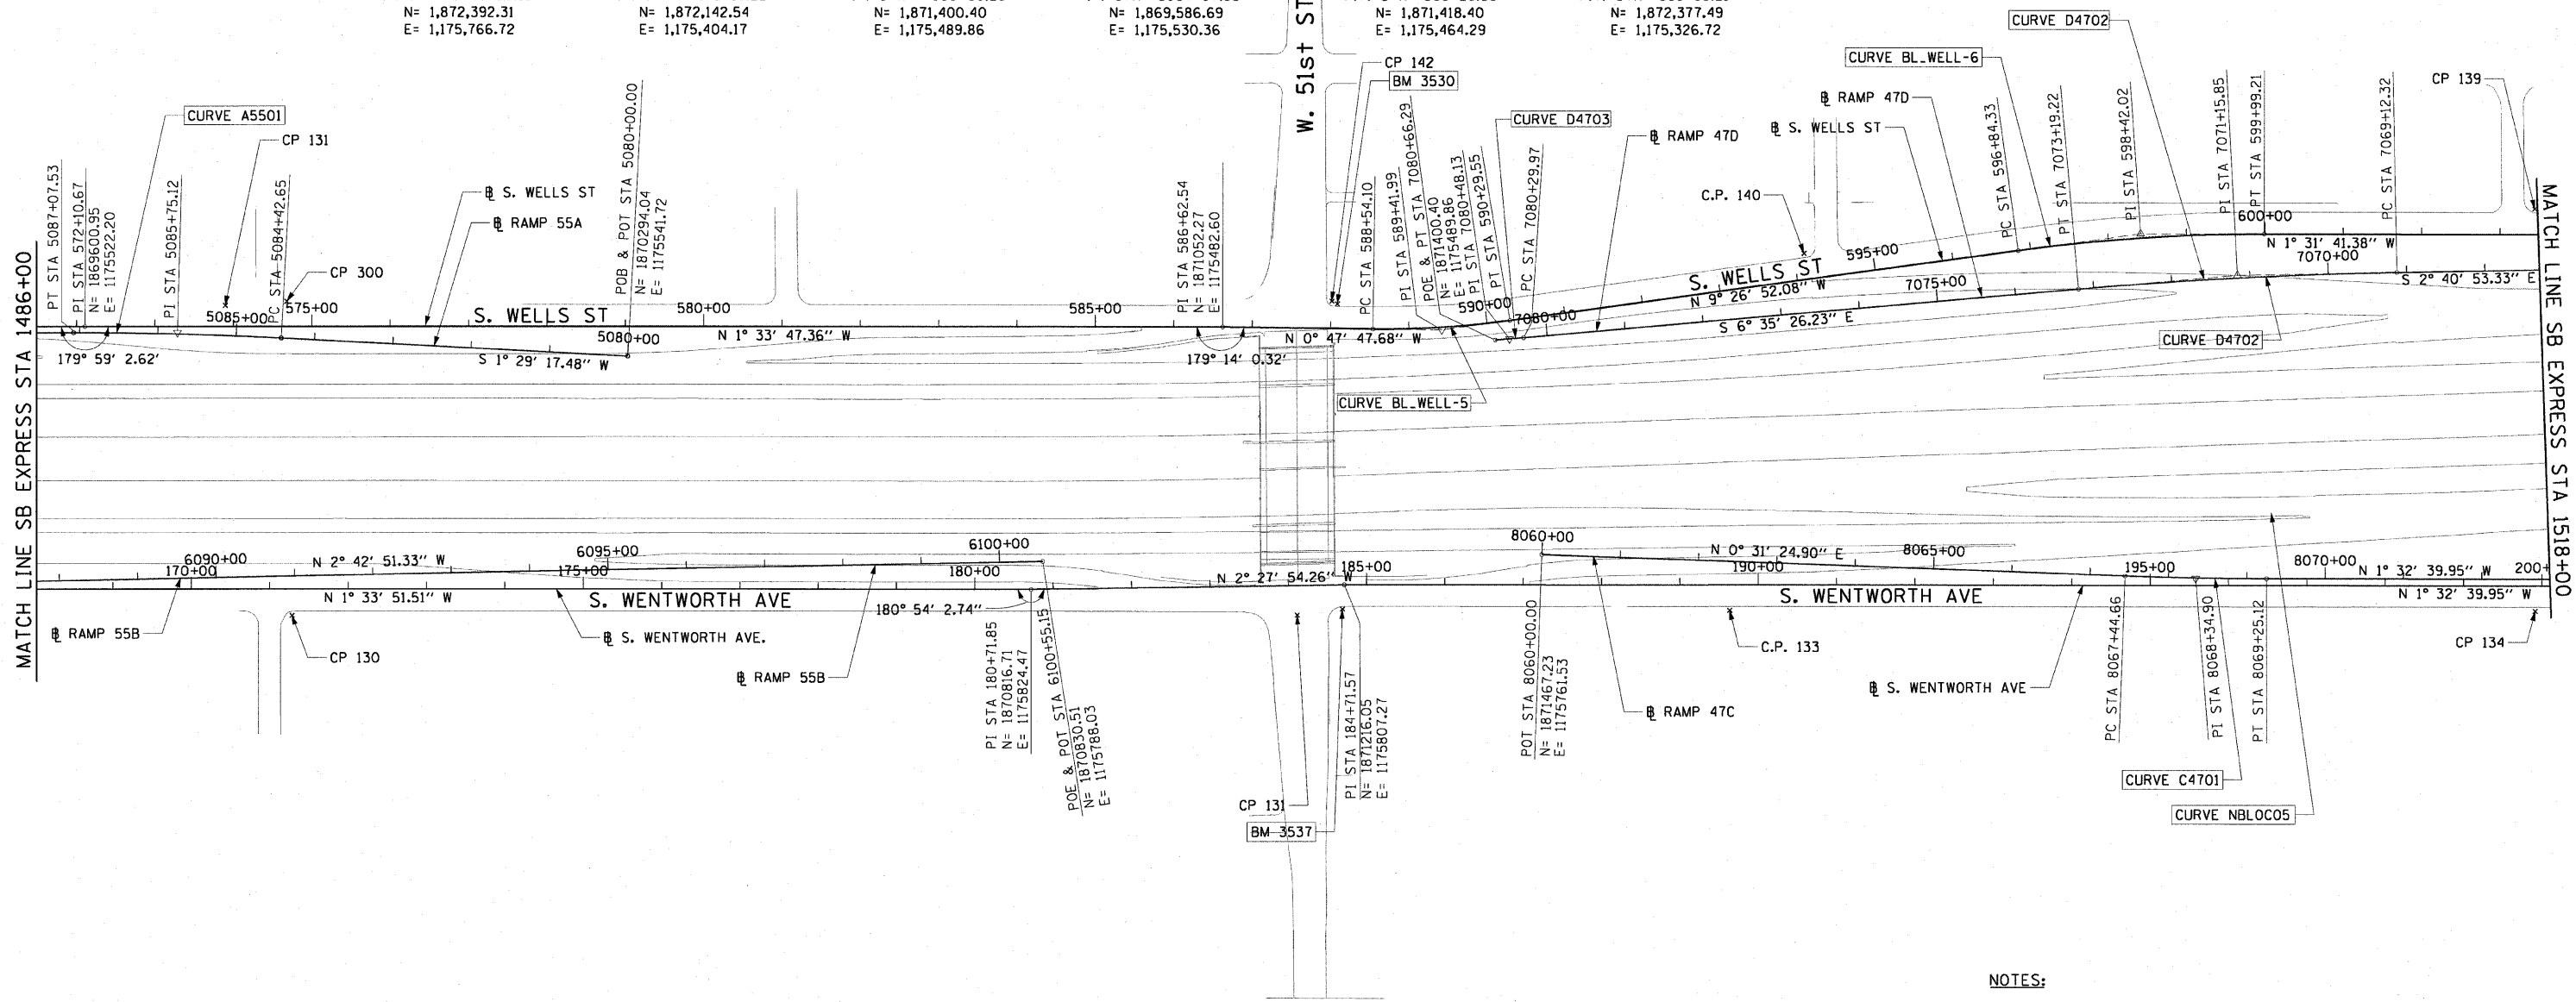 N= 1,872,392.31
E= 1,175,766.72
N= 1,872,142.54
E= 1,175,404.17
N= 1,871,400.40
E= 1,175,489.86
N= 1,869,586.69
E= 1,175,530.36
N= 1,871,418.40
E= 1,175,464.29
N= 1,872,377.49
E= 1,175,326.72
W. 51st ST
CURVE D4702
CP 142
BM 3530
CURVE BL_WELL-6
CP 139
CURVE A5501
CP 131
CURVE D4703
℄ RAMP 47D
℄ RAMP 47D
℄ S. WELLS ST
PT STA 5087+07.53
PI STA 572+10.67
N= 1869600.95
E= 1175522.20
PI STA 5085+75.12
PC STA 5084+42.65
℄ S. WELLS ST
℄ RAMP 55A
POB & POT STA 5080+00.00
N= 1870294.04
E= 1175541.72
PI STA 586+62.54
N= 1871052.27
E= 1175482.60
PC STA 588+54.10
PI STA 589+41.99
POE & PT STA 7080+66.29
N= 1871400.40
E= 1175489.86
PI STA 7080+48.13
PT STA 590+29.55
PC STA 7080+29.97
C.P. 140
PC STA 596+84.33
PT STA 7073+19.22
PI STA 598+42.02
PI STA 7071+15.85
PT STA 599+99.21
PC STA 7069+12.32
MATCH LINE SB EXPRESS STA 1486+00
MATCH LINE SB EXPRESS STA 1518+00
CP 300
5085+00
575+00
S. WELLS ST
580+00
585+00
590+00
7080+00
S. WELLS ST
595+00
7075+00
600+00
7070+00
N 1° 31' 41.38" W
S 2° 40' 53.33" E
N 9° 26' 52.08" W
S 6° 35' 26.23" E
179° 59' 2.62'
S 1° 29' 17.48" W
5080+00
N 1° 33' 47.36" W
179° 14' 0.32'
N 0° 47' 47.68" W
CURVE D4702
CURVE BL_WELL-5
6090+00
170+00
N 2° 42' 51.33" W
6095+00
175+00
6100+00
180+00
N 2° 27' 54.26" W
185+00
8060+00
N 0° 31' 24.90" E
190+00
8065+00
195+00
8070+00
N 1° 32' 39.95" W
200+
N 1° 33' 51.51" W
S. WENTWORTH AVE
180° 54' 2.74"
S. WENTWORTH AVE
N 1° 32' 39.95" W
℄ RAMP 55B
CP 130
℄ S. WENTWORTH AVE.
℄ RAMP 55B
PI STA 180+71.85
N= 1870816.71
E= 1175824.47
POE & POT STA 6100+55.15
N= 1870830.51
E= 1175788.03
CP 131
BM 3537
PI STA 184+71.57
N= 1871216.05
E= 1175807.27
POT STA 8060+00.00
N= 1871467.23
E= 1175761.53
℄ RAMP 47C
C.P. 133
℄ S. WENTWORTH AVE
PC STA 8067+44.66
PI STA 8068+34.90
PT STA 8069+25.12
CP 134
CURVE C4701
CURVE NBLOC05
NOTES: